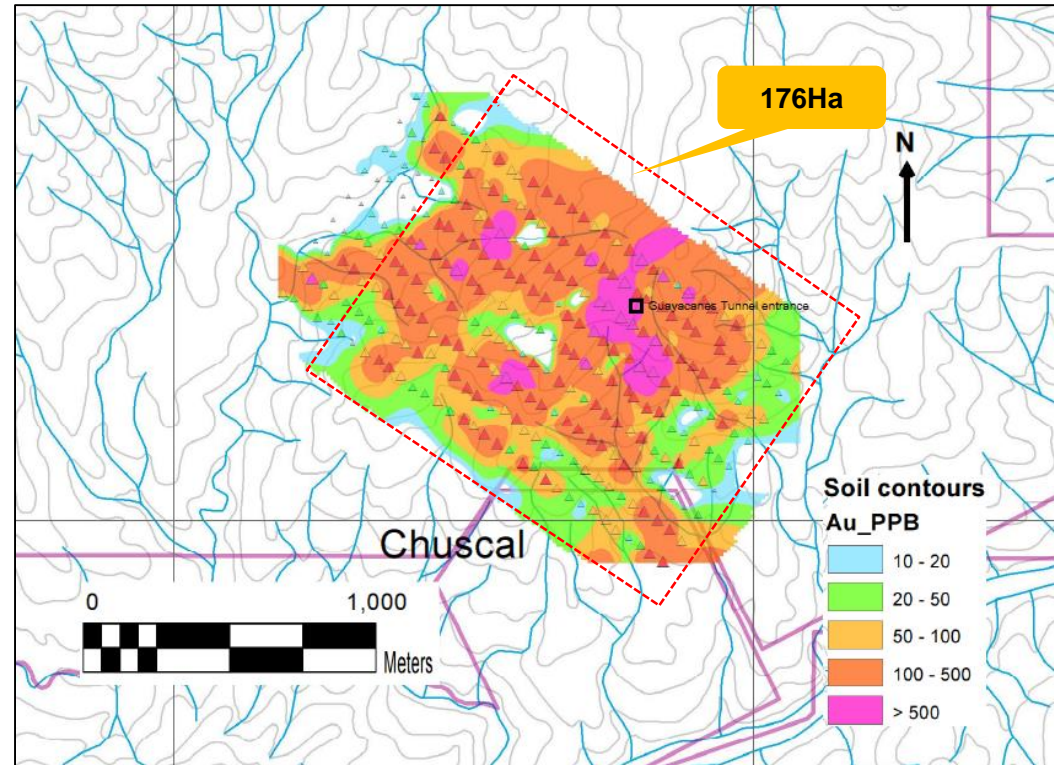 176Ha
N
Guayacanes Tunnel entrance
Chuscal
0 1,000
Meters
Soil contours
Au_PPB
10 - 20
20 - 50
50 - 100
100 - 500
> 500